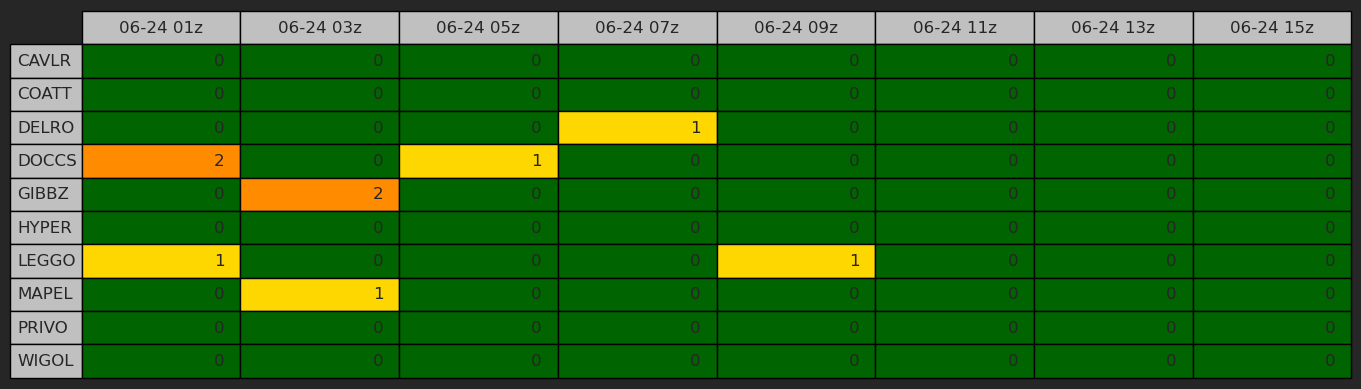 06-24 01z 06-24 03z 06-24 05z 06-24 07z 06-24 09z 06-24 11z 06-24 13z 06-24 15z
CAVLR 0 0 0 0 0 0 0 0
COATT 0 0 0 0 0 0 0 0
DELRO 0 0 0 1 0 0 0 0
DOCCS 2 0 1 0 0 0 0 0
GIBBZ 0 2 0 0 0 0 0 0
HYPER 0 0 0 0 0 0 0 0
LEGGO 1 0 0 0 1 0 0 0
MAPEL 0 1 0 0 0 0 0 0
PRIVO 0 0 0 0 0 0 0 0
WIGOL 0 0 0 0 0 0 0 0